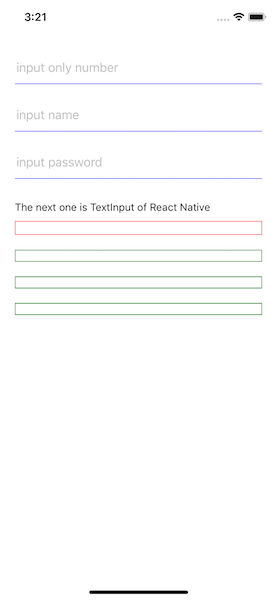 3:21
input only number
input name
input password
The next one is TextInput of React Native